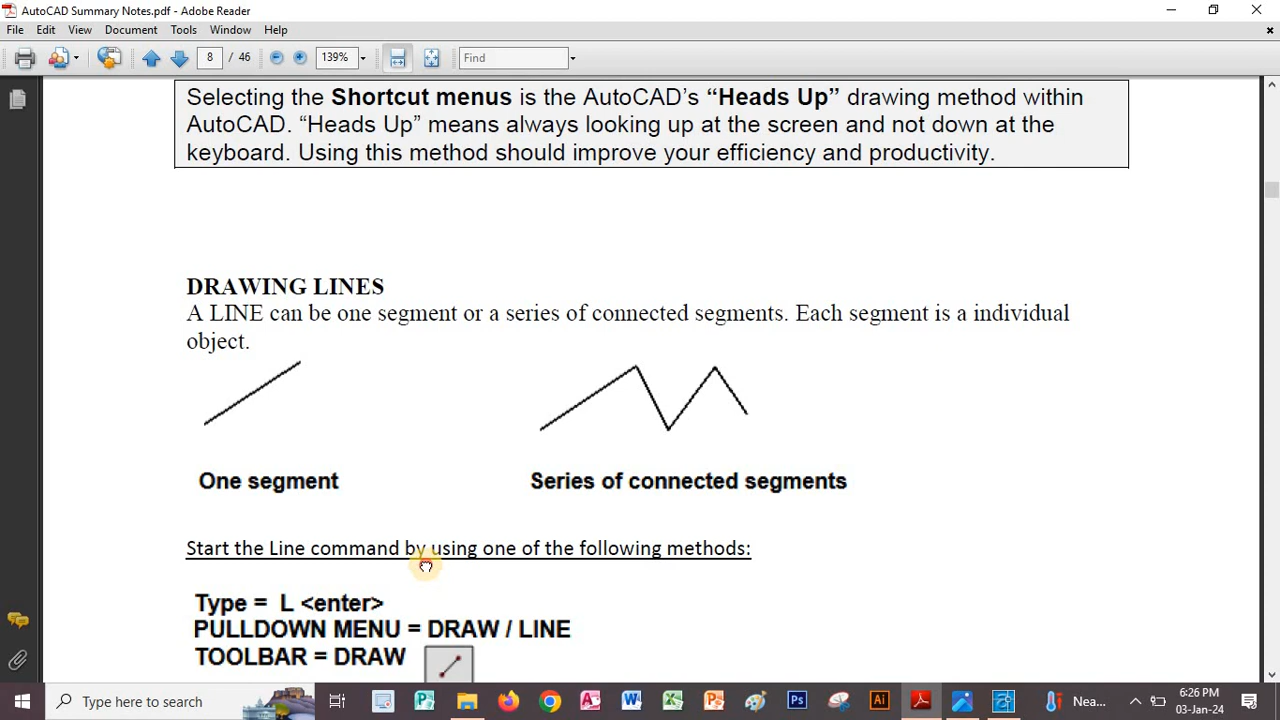 AutoCAD Summary Notes.pdf - Adobe Reader
File Edit View Document Tools Window Help
8 / 46 139% Find
Selecting the Shortcut menus is the AutoCAD's “Heads Up” drawing method within
AutoCAD. “Heads Up” means always looking up at the screen and not down at the
keyboard. Using this method should improve your efficiency and productivity.
DRAWING LINES
A LINE can be one segment or a series of connected segments. Each segment is a individual
object.
One segment Series of connected segments
Start the Line command by using one of the following methods:
Type = L <enter>
PULLDOWN MENU = DRAW / LINE
TOOLBAR = DRAW
Type here to search
Nea...
6:26 PM
03-Jan-24